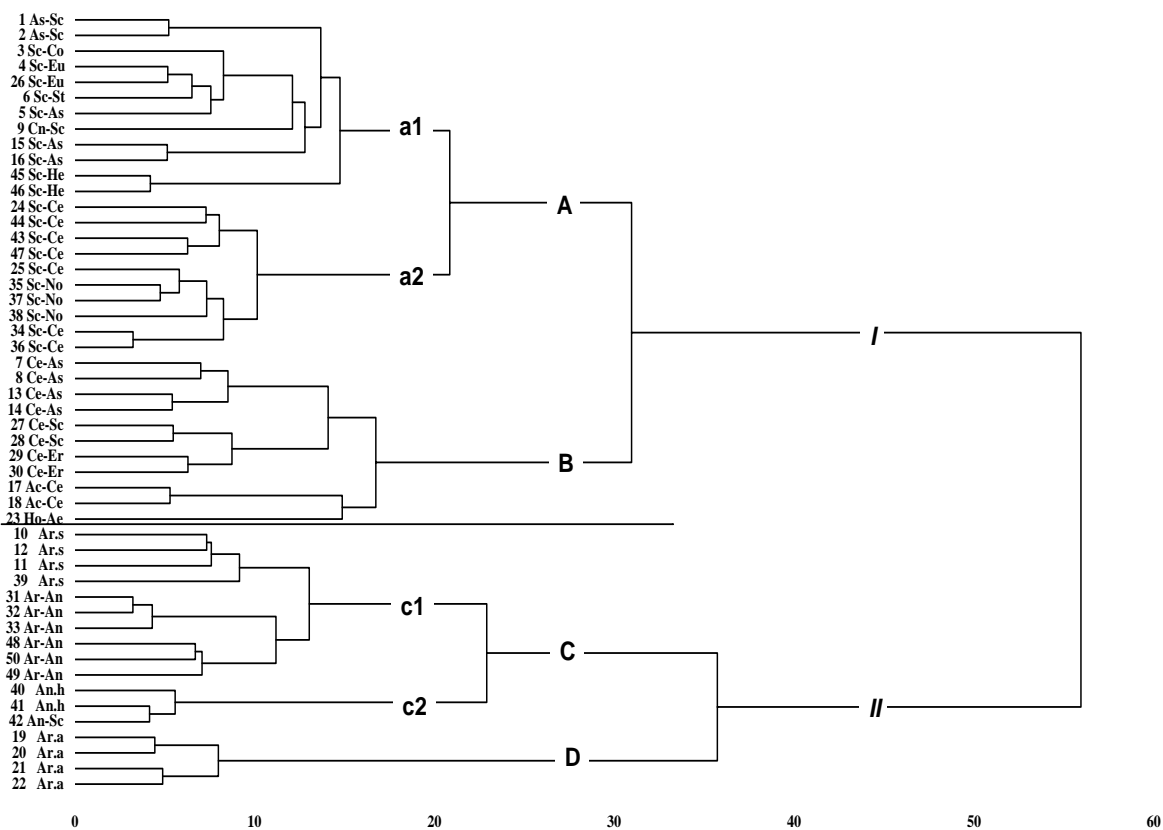 1 As-Sc
2 As-Sc
3 Sc-Co
4 Sc-Eu
26 Sc-Eu
6 Sc-St
5 Sc-As
9 Cn-Sc
a1
15 Sc-As
16 Sc-As
45 Sc-He
46 Sc-He
A
24 Sc-Ce
44 Sc-Ce
43 Sc-Ce
47 Sc-Ce
25 Sc-Ce
a2
35 Sc-No
37 Sc-No
38 Sc-No
34 Sc-Ce
I
36 Sc-Ce
7 Ce-As
8 Ce-As
13 Ce-As
14 Ce-As
27 Ce-Sc
28 Ce-Sc
29 Ce-Er
B
30 Ce-Er
17 Ac-Ce
18 Ac-Ce
23 Ho-Ae
10 Ar.s
12 Ar.s
11 Ar.s
39 Ar.s
31 Ar-An
c1
32 Ar-An
33 Ar-An
48 Ar-An
C
50 Ar-An
49 Ar-An
40 An.h
41 An.h
c2
II
42 An-Sc
19 Ar.a
20 Ar.a
D
21 Ar.a
22 Ar.a
0 10 20 30 40 50 60